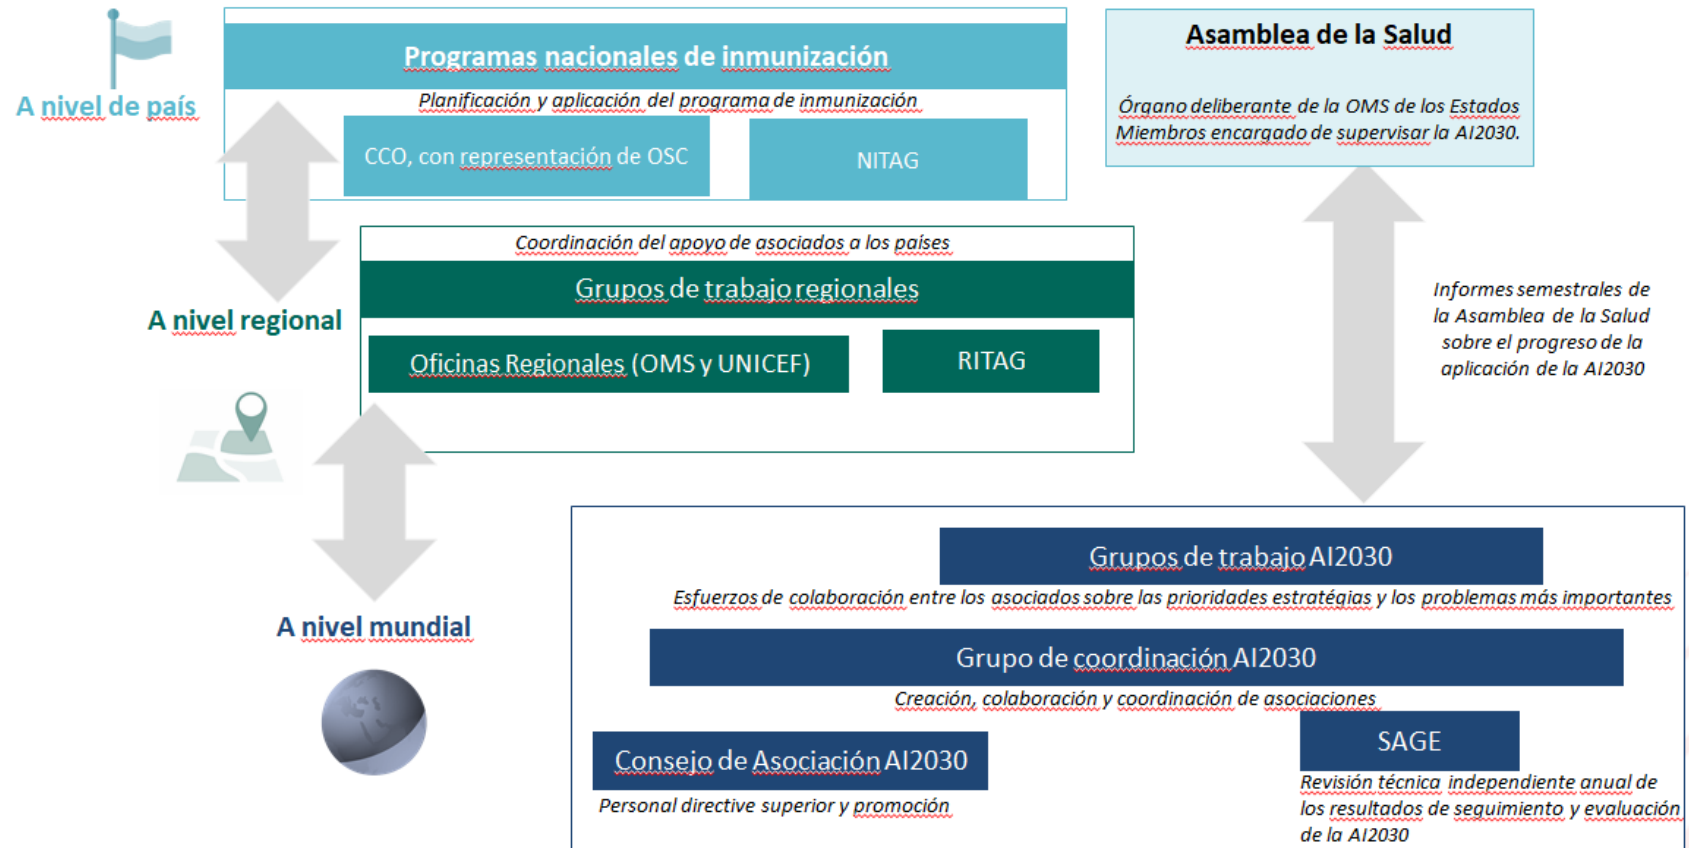 A nivel de país
Programas nacionales de inmunización
Planificación y aplicación del programa de inmunización
CCO, con representación de OSC
NITAG
Asamblea de la Salud
Órgano deliberante de la OMS de los Estados
Miembros encargado de supervisar la AI2030.
A nivel regional
Coordinación del apoyo de asociados a los países
Grupos de trabajo regionales
Oficinas Regionales (OMS y UNICEF)
RITAG
Informes semestrales de
la Asamblea de la Salud
sobre el progreso de la
aplicación de la AI2030
A nivel mundial
Grupos de trabajo AI2030
Esfuerzos de colaboración entre los asociados sobre las prioridades estratégias y los problemas más importantes
Grupo de coordinación AI2030
Creación, colaboración y coordinación de asociaciones
Consejo de Asociación AI2030
Personal directive superior y promoción
SAGE
Revisión técnica independiente anual de
los resultados de seguimiento y evaluación
de la AI2030